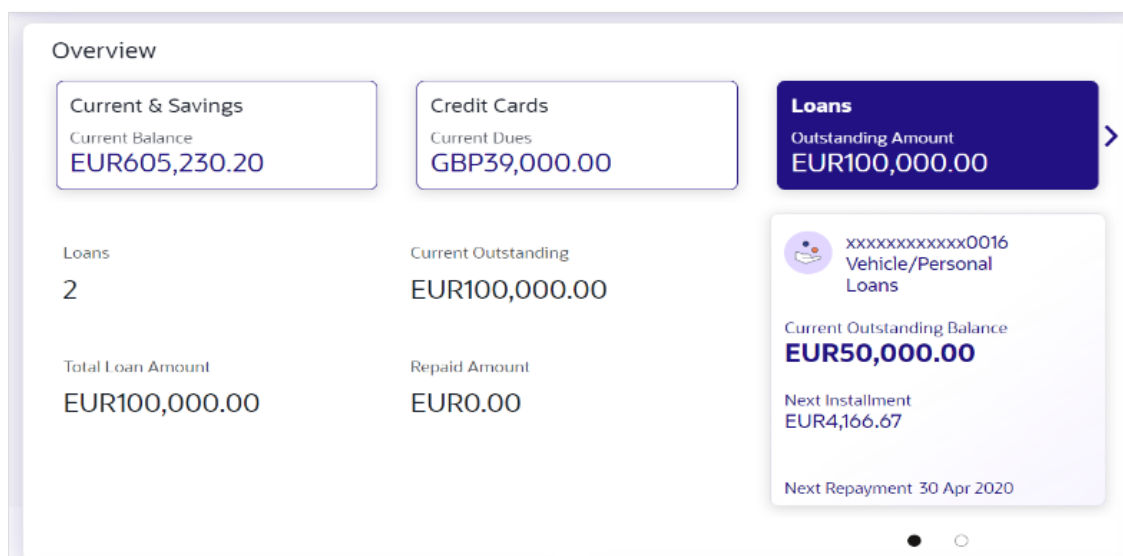 Overview
Current & Savings
Current Balance
EUR605,230.20
Credit Cards
Current Dues
GBP39,000.00
Loans
Outstanding Amount
EUR100,000.00
Loans
2
Current Outstanding
EUR100,000.00
Total Loan Amount
EUR100,000.00
Repaid Amount
EUR0.00
xxxxxxxxxxxx0016
Vehicle/Personal
Loans
Current Outstanding Balance
EUR50,000.00
Next Installment
EUR4,166.67
Next Repayment 30 Apr 2020